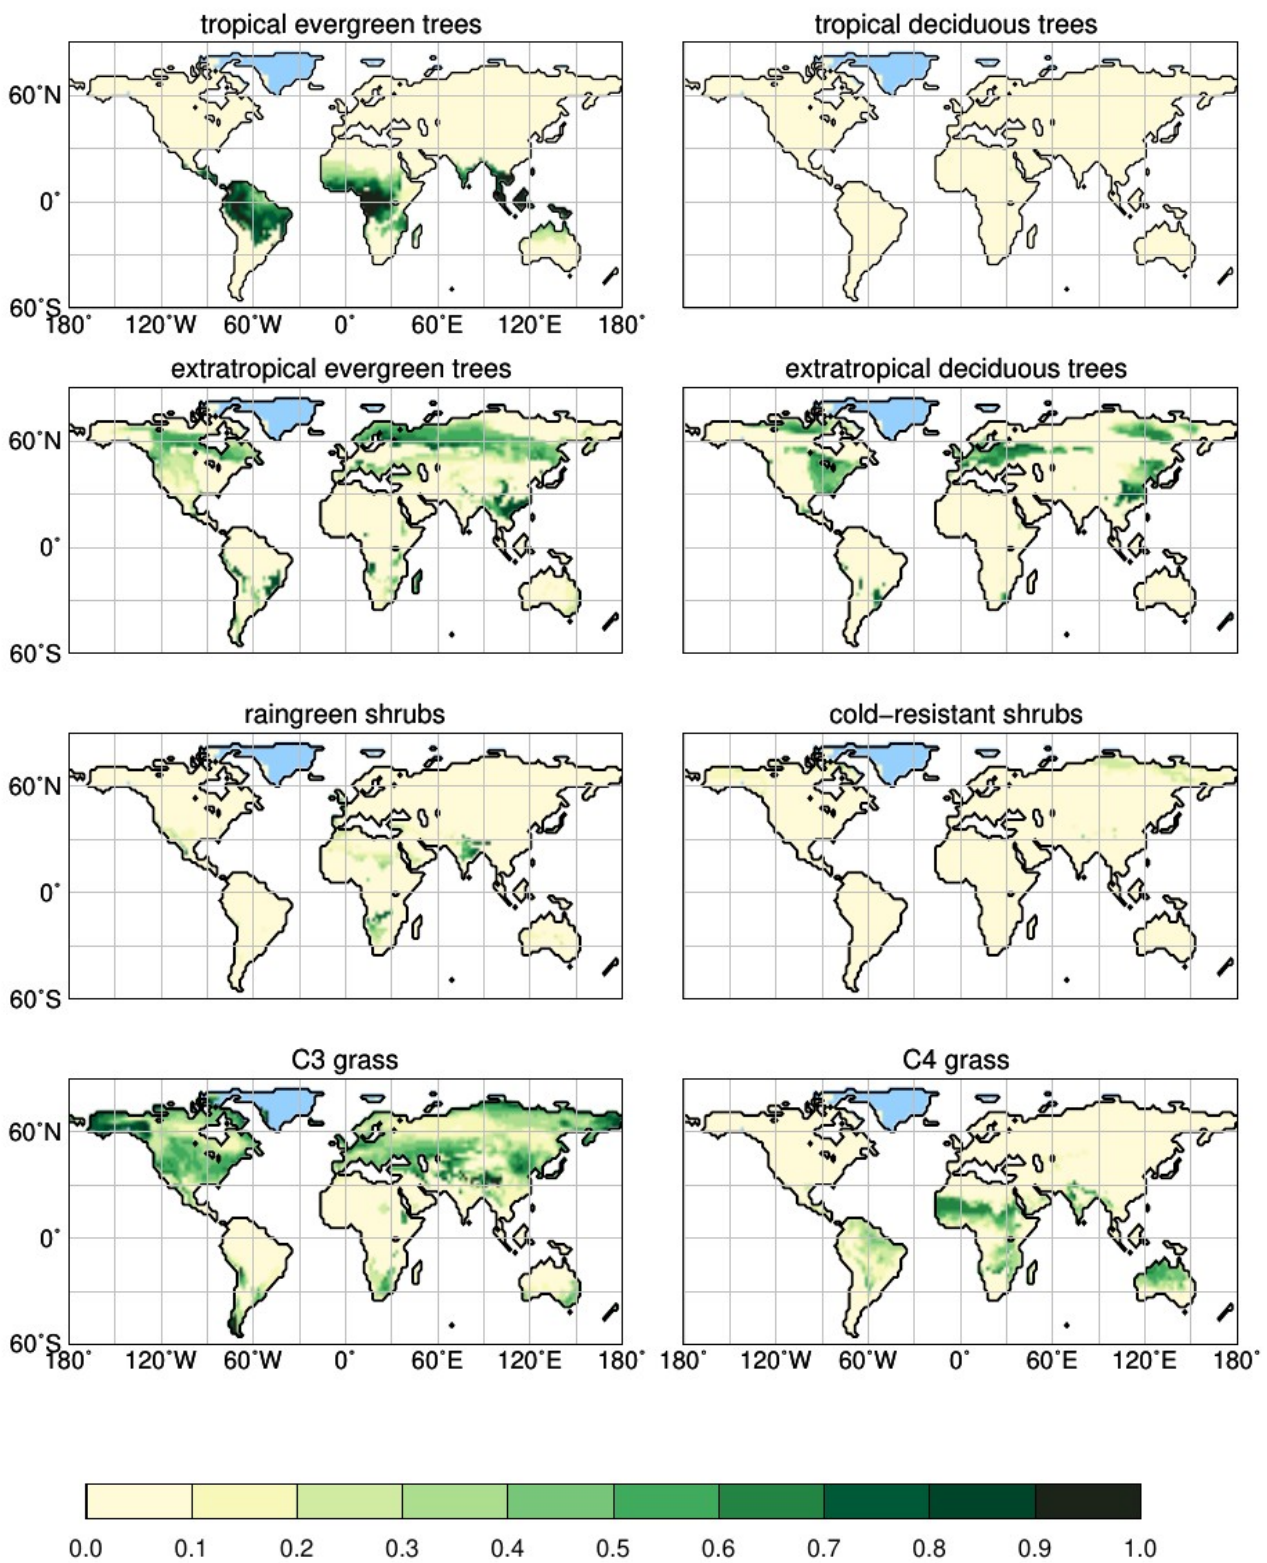 tropical evergreen trees
tropical deciduous trees
60˚N
0˚
60˚S
180˚ 120˚W 60˚W 0˚ 60˚E 120˚E 180˚
extratropical evergreen trees
extratropical deciduous trees
60˚N
0˚
60˚S
raingreen shrubs
cold−resistant shrubs
60˚N
0˚
60˚S
C3 grass
C4 grass
60˚N
0˚
60˚S
180˚ 120˚W 60˚W 0˚ 60˚E 120˚E 180˚
180˚ 120˚W 60˚W 0˚ 60˚E 120˚E 180˚
0.0 0.1 0.2 0.3 0.4 0.5 0.6 0.7 0.8 0.9 1.0